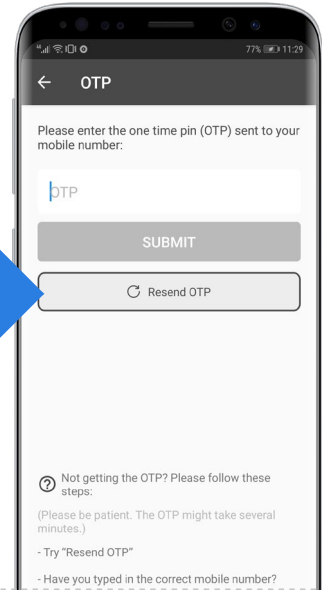 77% 11:29
OTP
Please enter the one time pin (OTP) sent to your
mobile number:
OTP
SUBMIT
Resend OTP
Not getting the OTP? Please follow these
steps:
(Please be patient. The OTP might take several
minutes.)
- Try "Resend OTP"
- Have you typed in the correct mobile number?